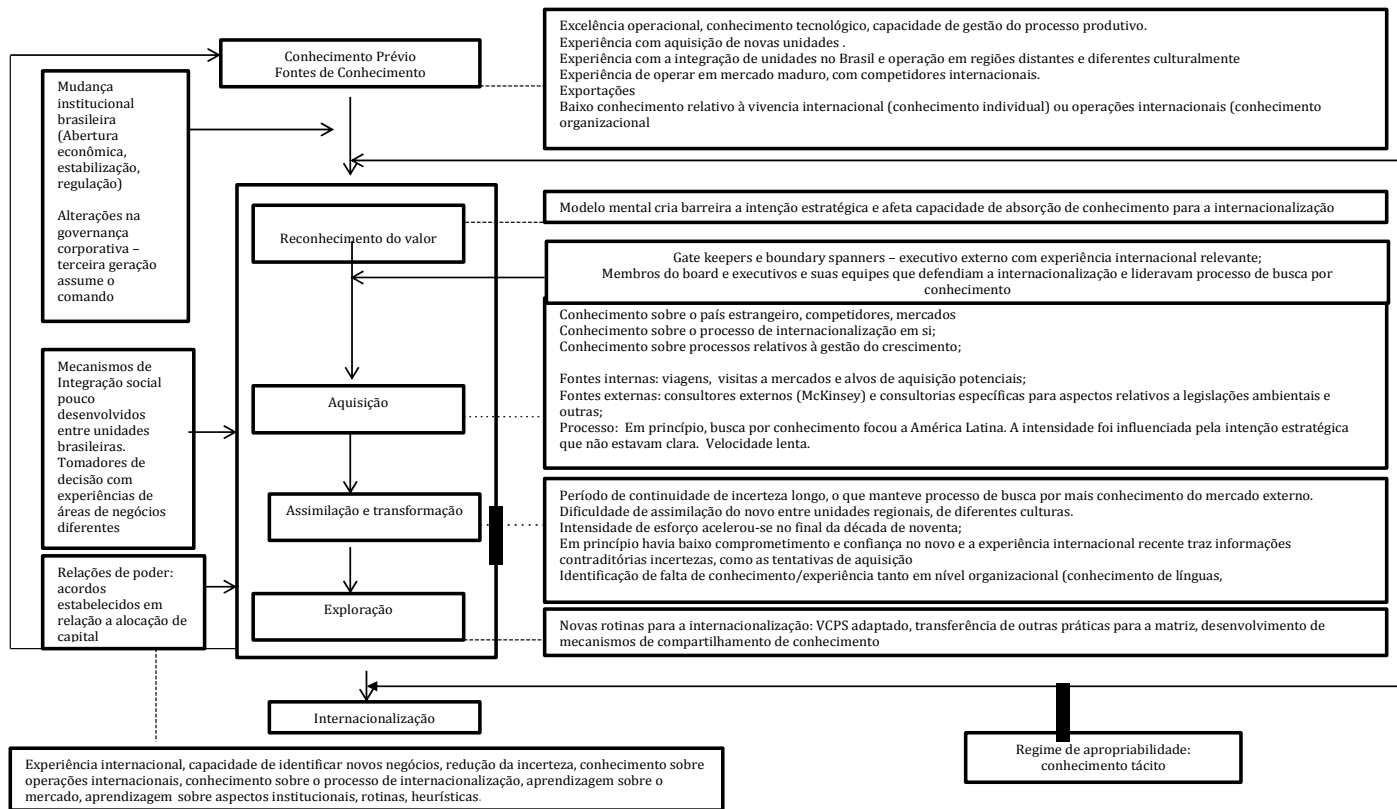 Conhecimento Prévio
Fontes de Conhecimento
Excelência operacional, conhecimento tecnológico, capacidade de gestão do processo produtivo.
Experiência com aquisição de novas unidades .
Experiência com a integração de unidades no Brasil e operação em regiões distantes e diferentes culturalmente
Experiência de operar em mercado maduro, com competidores internacionais.
Exportações
Baixo conhecimento relativo à vivencia internacional (conhecimento individual) ou operações internacionais (conhecimento
organizacional
Mudança
institucional
brasileira
(Abertura
econômica,
estabilização,
regulação)
Alterações na
governança
corporativa –
terceira geração
assume o
comando
Reconhecimento do valor
Modelo mental cria barreira a intenção estratégica e afeta capacidade de absorção de conhecimento para a internacionalização
Gate keepers e boundary spanners – executivo externo com experiência internacional relevante;
Membros do board e executivos e suas equipes que defendiam a internacionalização e lideravam processo de busca por
conhecimento
Mecanismos de
Integração social
pouco
desenvolvidos
entre unidades
brasileiras.
Tomadores de
decisão com
experiências de
áreas de negócios
diferentes
Aquisição
Conhecimento sobre o país estrangeiro, competidores, mercados
Conhecimento sobre o processo de internacionalização em si;
Conhecimento sobre processos relativos à gestão do crescimento;
Fontes internas: viagens, visitas a mercados e alvos de aquisição potenciais;
Fontes externas: consultores externos (McKinsey) e consultorias específicas para aspectos relativos a legislações ambientais e
outras;
Processo: Em princípio, busca por conhecimento focou a América Latina. A intensidade foi influenciada pela intenção estratégica
que não estavam clara. Velocidade lenta.
Assimilação e transformação
Período de continuidade de incerteza longo, o que manteve processo de busca por mais conhecimento do mercado externo.
Dificuldade de assimilação do novo entre unidades regionais, de diferentes culturas.
Intensidade de esforço acelerou-se no final da década de noventa;
Em princípio havia baixo comprometimento e confiança no novo e a experiência internacional recente traz informações
contraditórias incertezas, como as tentativas de aquisição
Identificação de falta de conhecimento/experiência tanto em nível organizacional (conhecimento de línguas,
Relações de poder:
acordos
estabelecidos em
relação a alocação de
capital
Exploração
Novas rotinas para a internacionalização: VCPS adaptado, transferência de outras práticas para a matriz, desenvolvimento de
mecanismos de compartilhamento de conhecimento
Internacionalização
Experiência internacional, capacidade de identificar novos negócios, redução da incerteza, conhecimento sobre
operações internacionais, conhecimento sobre o processo de internacionalização, aprendizagem sobre o
mercado, aprendizagem sobre aspectos institucionais, rotinas, heurísticas.
Regime de apropriabilidade:
conhecimento tácito